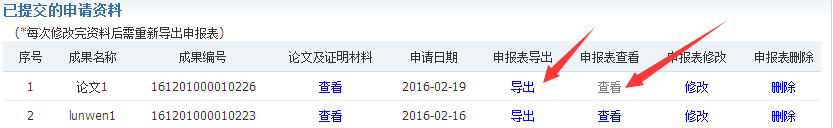 已提交的申请资料
（*每次修改完资料后需重新导出申报表）
序号 成果名称 成果编号 论文及证明材料 申请日期 申报表导出 申报表查看 申报表修改 申报表删除
1 论文1 161201000010226 查看 2016-02-19 导出 查看 修改 删除
2 lunwen1 161201000010223 查看 2016-02-16 导出 查看 修改 删除